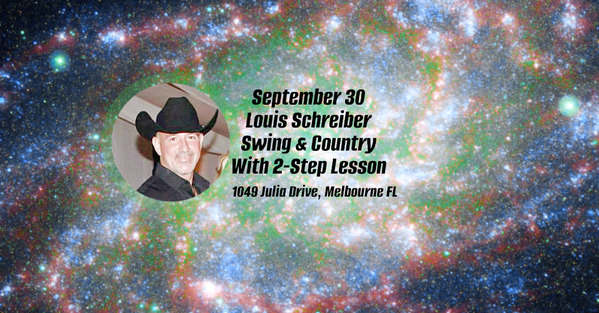 September 30
Louis Schreiber
Swing & Country
With 2-Step Lesson
1049 Julia Drive, Melbourne FL